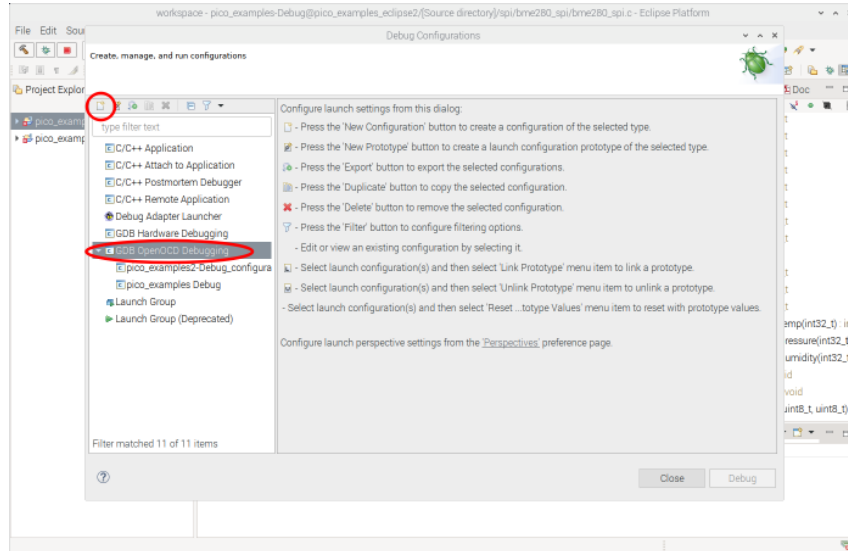 workspace - pico_examples-Debug@pico_examples_eclipse2/[Source directory]/spi/bme280_spi/bme280_spi.c - Eclipse Platform
File Edit Sou
Debug Configurations
Create, manage, and run configurations
Project Explor
Doc
pico_examp
pico_examp
type filter text
C/C++ Application
C/C++ Attach to Application
C/C++ Postmortem Debugger
C/C++ Remote Application
Debug Adapter Launcher
GDB Hardware Debugging
GDB OpenOCD Debugging
pico_examples2-Debug_configura
pico_examples Debug
Launch Group
Launch Group (Deprecated)
Filter matched 11 of 11 items
Configure launch settings from this dialog:
- Press the 'New Configuration' button to create a configuration of the selected type.
- Press the 'New Prototype' button to create a launch configuration prototype of the selected type.
- Press the 'Export' button to export the selected configurations.
- Press the 'Duplicate' button to copy the selected configuration.
- Press the 'Delete' button to remove the selected configuration.
- Press the 'Filter' button to configure filtering options.
- Edit or view an existing configuration by selecting it.
- Select launch configuration(s) and then select 'Link Prototype' menu item to link a prototype.
- Select launch configuration(s) and then select 'Unlink Prototype' menu item to unlink a prototype.
- Select launch configuration(s) and then select 'Reset ...totype Values' menu item to reset with prototype values.
Configure launch perspective settings from the 'Perspectives' preference page.
emp(int32_t) : i
ressure(int32_t
umidity(int32_t
id
void
uint8_t, uint8_t)
Close
Debug